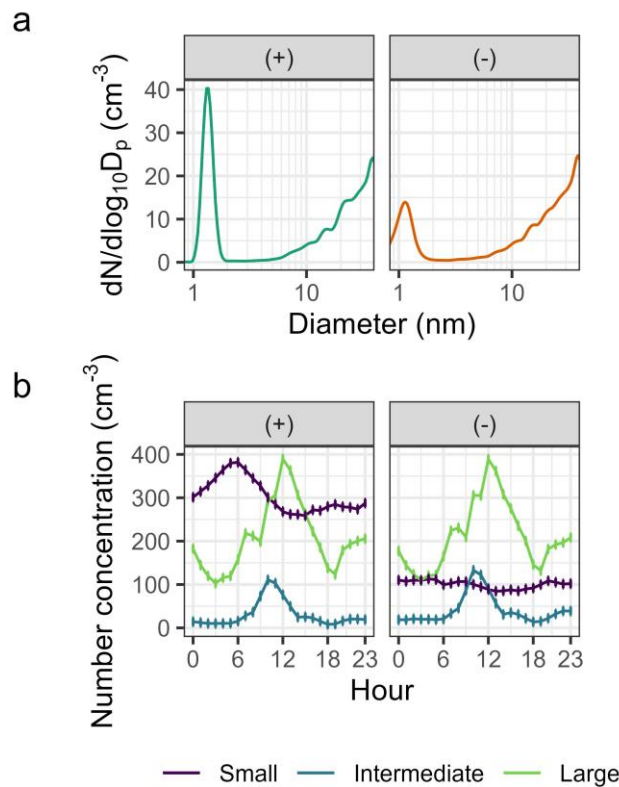 a
(+) (-)
dN/dlog₁₀Dₚ (cm⁻³)
40
30
20
10
0
1 10 1 10
Diameter (nm)
b
(+) (-)
Number concentration (cm⁻³)
400
300
200
100
0
0 6 12 18 23 0 6 12 18 23
Hour
Small Intermediate Large